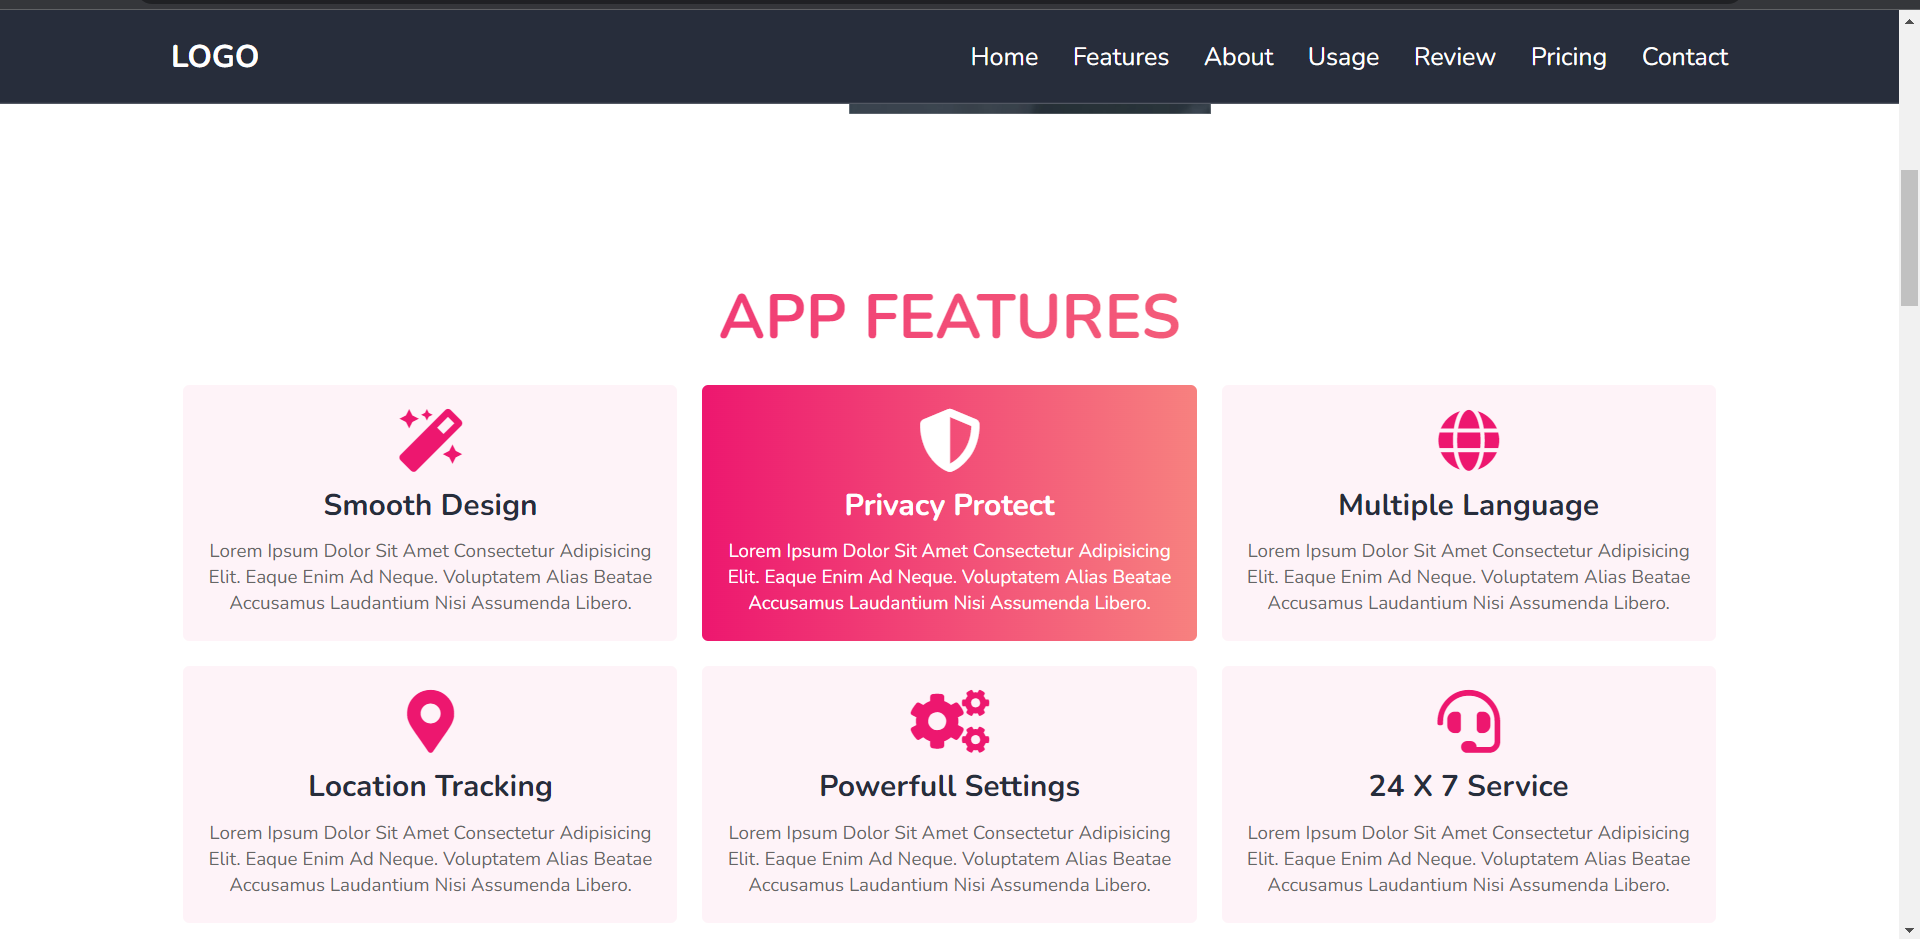 LOGO
Home Features About Usage Review Pricing Contact
APP FEATURES
Smooth Design
Lorem Ipsum Dolor Sit Amet Consectetur Adipisicing
Elit. Eaque Enim Ad Neque. Voluptatem Alias Beatae
Accusamus Laudantium Nisi Assumenda Libero.
Privacy Protect
Lorem Ipsum Dolor Sit Amet Consectetur Adipisicing
Elit. Eaque Enim Ad Neque. Voluptatem Alias Beatae
Accusamus Laudantium Nisi Assumenda Libero.
Multiple Language
Lorem Ipsum Dolor Sit Amet Consectetur Adipisicing
Elit. Eaque Enim Ad Neque. Voluptatem Alias Beatae
Accusamus Laudantium Nisi Assumenda Libero.
Location Tracking
Lorem Ipsum Dolor Sit Amet Consectetur Adipisicing
Elit. Eaque Enim Ad Neque. Voluptatem Alias Beatae
Accusamus Laudantium Nisi Assumenda Libero.
Powerfull Settings
Lorem Ipsum Dolor Sit Amet Consectetur Adipisicing
Elit. Eaque Enim Ad Neque. Voluptatem Alias Beatae
Accusamus Laudantium Nisi Assumenda Libero.
24 X 7 Service
Lorem Ipsum Dolor Sit Amet Consectetur Adipisicing
Elit. Eaque Enim Ad Neque. Voluptatem Alias Beatae
Accusamus Laudantium Nisi Assumenda Libero.